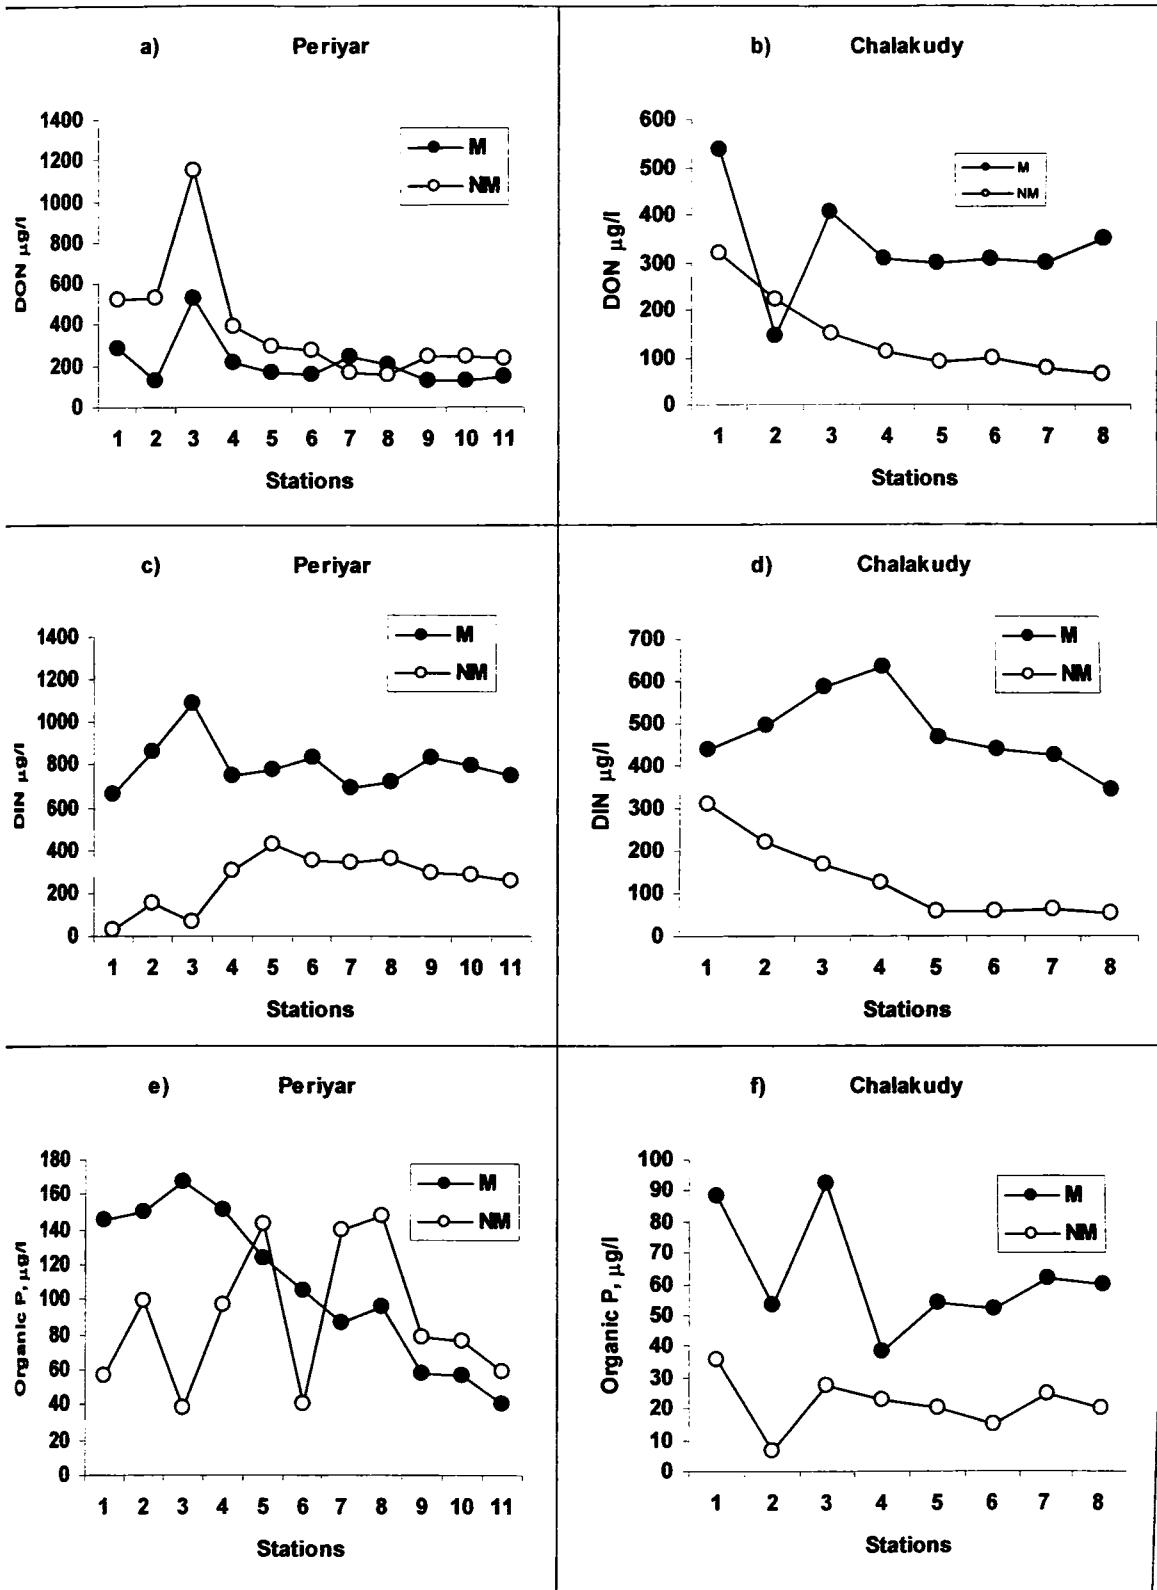 a) Periyar
1400
1200
1000
800
600
400
200
0
DON µg/l
M
NM
1 2 3 4 5 6 7 8 9 10 11
Stations
b) Chalakudy
600
500
400
300
200
100
0
DON µg/l
M
NM
1 2 3 4 5 6 7 8
Stations
c) Periyar
1400
1200
1000
800
600
400
200
0
DIN µg/l
M
NM
1 2 3 4 5 6 7 8 9 10 11
Stations
d) Chalakudy
700
600
500
400
300
200
100
0
DIN µg/l
M
NM
1 2 3 4 5 6 7 8
Stations
e) Periyar
180
160
140
120
100
80
60
40
20
0
Organic P, µg/l
M
NM
1 2 3 4 5 6 7 8 9 10 11
Stations
f) Chalakudy
100
90
80
70
60
50
40
30
20
10
0
Organic P, µg/l
M
NM
1 2 3 4 5 6 7 8
Stations